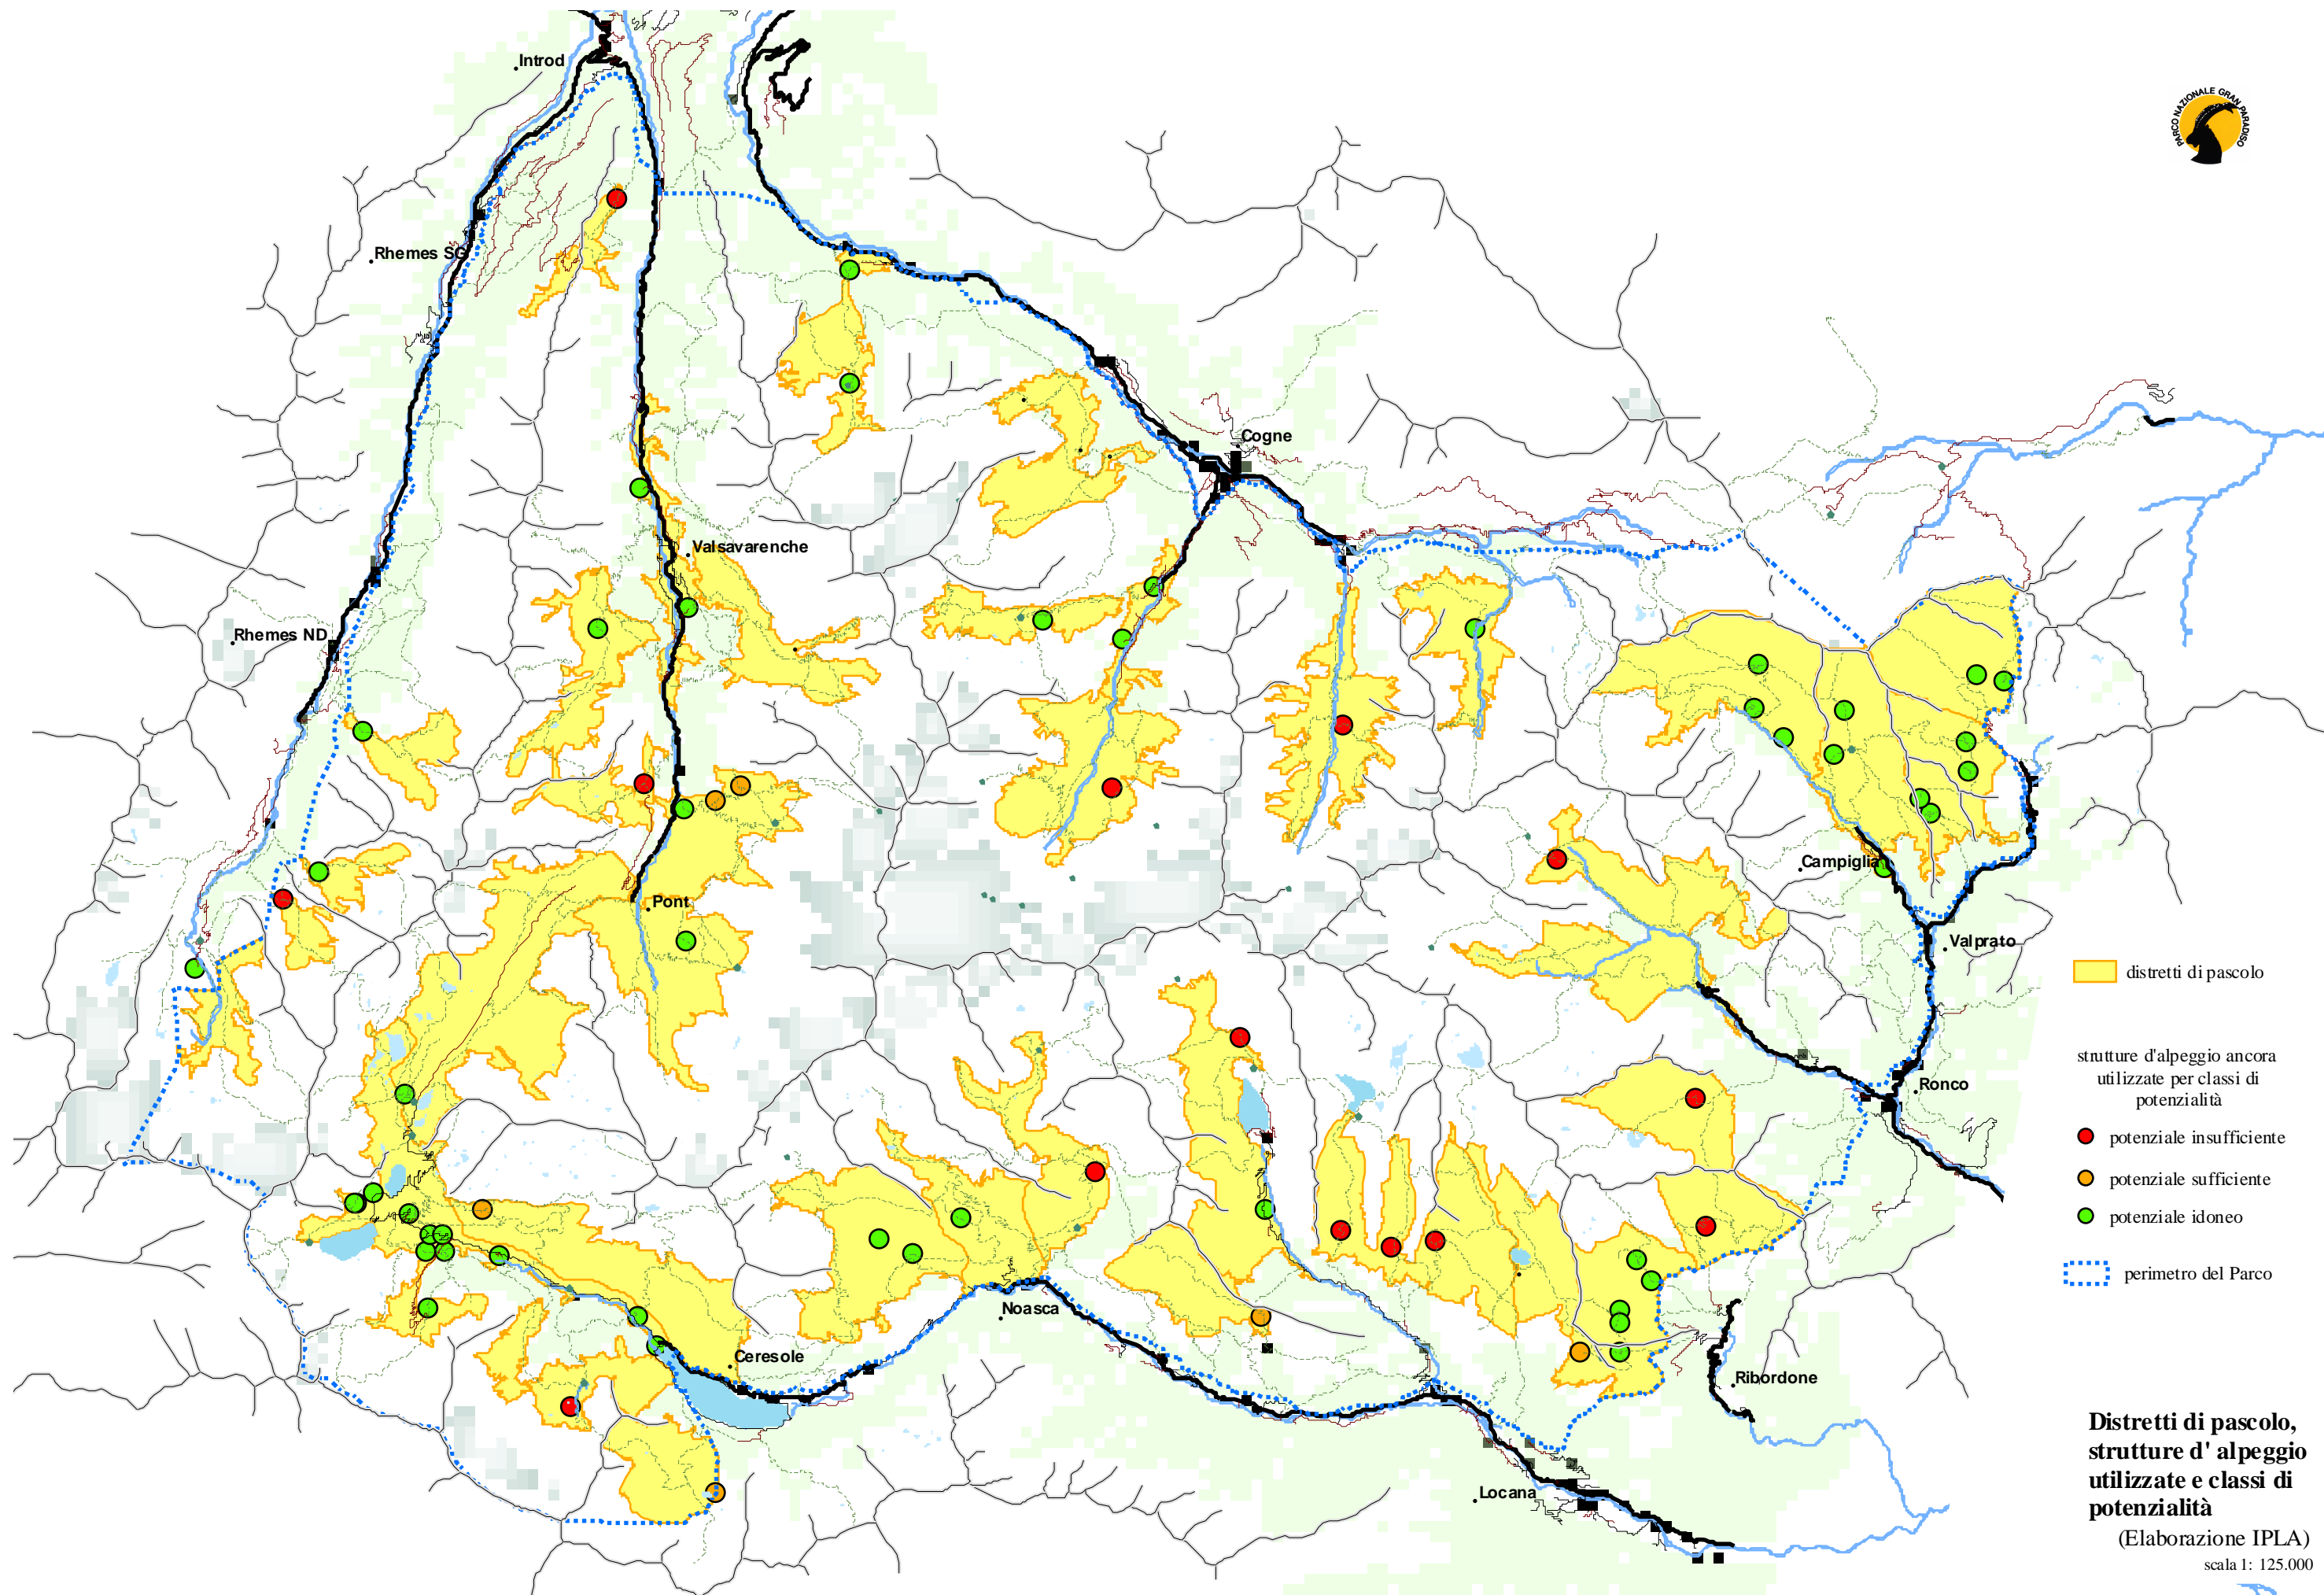 Introd
PARCO NAZIONALE GRAN PARADISO
Rhemes SG
Cogne
Valsavarenche
Rhemes ND
Campiglia
Pont
Valprato
distretti di pascolo
strutture d'alpeggio ancora
utilizzate per classi di
potenzialità
Ronco
potenziale insufficiente
potenziale sufficiente
potenziale idoneo
perimetro del Parco
Noasca
Ceresole
Ribordone
Locana
Distretti di pascolo,
strutture d' alpeggio
utilizzate e classi di
potenzialità
(Elaborazione IPLA)
scala 1: 125.000